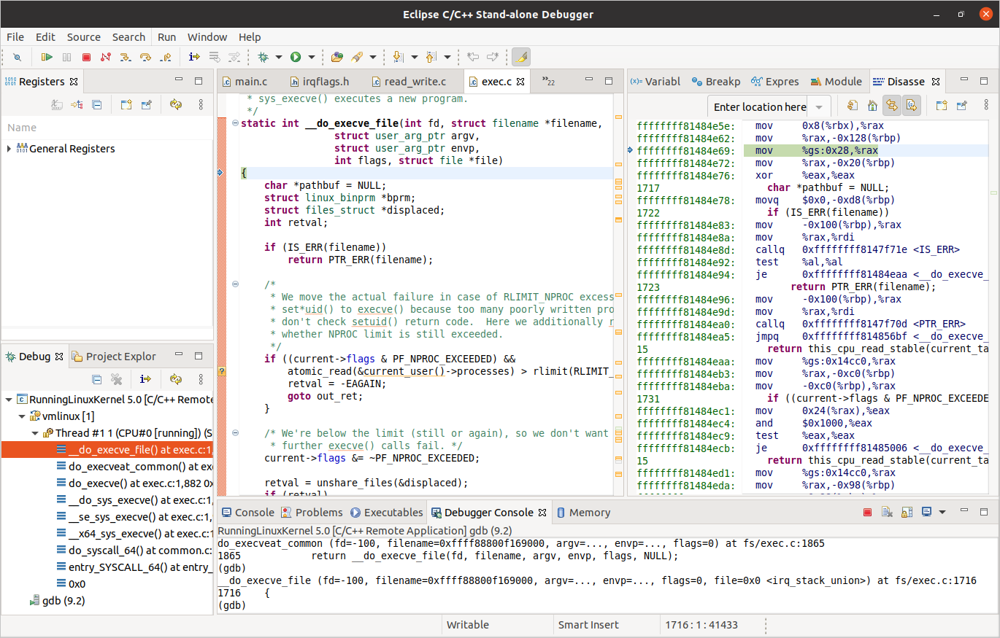 Eclipse C/C++ Stand-alone Debugger
File Edit Source Search Run Window Help
Registers
Name
General Registers
main.c irqflags.h read_write.c exec.c »22
 * sys_execve() executes a new program.
 */
static int __do_execve_file(int fd, struct filename *filename,
                struct user_arg_ptr argv,
                struct user_arg_ptr envp,
                int flags, struct file *file)
{
    char *pathbuf = NULL;
    struct linux_binprm *bprm;
    struct files_struct *displaced;
    int retval;
    if (IS_ERR(filename))
        return PTR_ERR(filename);
    /*
     * We move the actual failure in case of RLIMIT_NPROC excess
     * set*uid() to execve() because too many poorly written pro
     * don't check setuid() return code.  Here we additionally r
     * whether NPROC limit is still exceeded.
     */
    if ((current->flags & PF_NPROC_EXCEEDED) &&
        atomic_read(&current_user()->processes) > rlimit(RLIMIT_
        retval = -EAGAIN;
        goto out_ret;
    }
    /* We're below the limit (still or again), so we don't want
     * further execve() calls fail. */
    current->flags &= ~PF_NPROC_EXCEEDED;
    retval = unshare_files(&displaced);
    if (retval)
(x)= Variabl Breakp Expres Module Disasse
Enter location here
ffffffff81484e5e: mov 0x8(%rbx),%rax
ffffffff81484e62: mov %rax,-0x128(%rbp)
ffffffff81484e69: mov %gs:0x28,%rax
ffffffff81484e72: mov %rax,-0x20(%rbp)
ffffffff81484e76: xor %eax,%eax
1717 char *pathbuf = NULL;
ffffffff81484e78: movq $0x0,-0xd8(%rbp)
1722 if (IS_ERR(filename))
ffffffff81484e83: mov -0x100(%rbp),%rax
ffffffff81484e8a: mov %rax,%rdi
ffffffff81484e8d: callq 0xffffffff8147f71e <IS_ERR>
ffffffff81484e92: test %al,%al
ffffffff81484e94: je 0xffffffff81484eaa <__do_execve_
1723 return PTR_ERR(filename);
ffffffff81484e96: mov -0x100(%rbp),%rax
ffffffff81484e9d: mov %rax,%rdi
ffffffff81484ea0: callq 0xffffffff8147f70d <PTR_ERR>
ffffffff81484ea5: jmpq 0xffffffff814856bf <__do_execve_
15 return this_cpu_read_stable(current_ta
ffffffff81484eaa: mov %gs:0x14cc0,%rax
ffffffff81484eb3: mov %rax,-0xc0(%rbp)
ffffffff81484eba: mov -0xc0(%rbp),%rax
1731 if ((current->flags & PF_NPROC_EXCEEDE
ffffffff81484ec1: mov 0x24(%rax),%eax
ffffffff81484ec4: and $0x1000,%eax
ffffffff81484ec9: test %eax,%eax
ffffffff81484ecb: je 0xffffffff81485006 <__do_execve_
15 return this_cpu_read_stable(current_ta
ffffffff81484ed1: mov %gs:0x14cc0,%rax
ffffffff81484eda: mov %rax,-0x98(%rbp)
Debug Project Explor
RunningLinuxKernel 5.0 [C/C++ Remote
vmlinux [1]
Thread #1 1 (CPU#0 [running]) (S
__do_execve_file() at exec.c:1,
do_execveat_common() at exe
do_execve() at exec.c:1,882 0x
__do_sys_execve() at exec.c:1,
__se_sys_execve() at exec.c:1,
__x64_sys_execve() at exec.c:1
do_syscall_64() at common.c:
entry_SYSCALL_64() at entry_
0x0
gdb (9.2)
Console Problems Executables Debugger Console Memory
RunningLinuxKernel 5.0 [C/C++ Remote Application] gdb (9.2)
do_execveat_common (fd=-100, filename=0xffff88800f169000, argv=..., envp=..., flags=0) at fs/exec.c:1865
1865            return __do_execve_file(fd, filename, argv, envp, flags, NULL);
(gdb)
__do_execve_file (fd=-100, filename=0xffff88800f169000, argv=..., envp=..., flags=0, file=0x0 <irq_stack_union>) at fs/exec.c:1716
1716    {
(gdb)
Writable Smart Insert 1716 : 1 : 41433